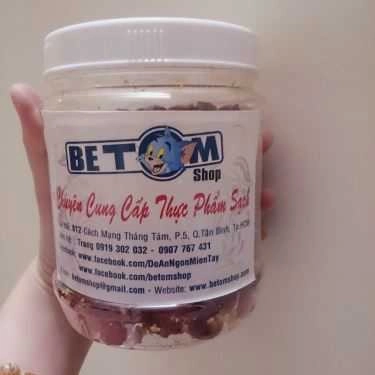 BETOM
Shop
Chuyên Cung Cấp Thực Phẩm Sạch
812 Cách Mạng Tháng Tám, P.5, Q.Tân Bình, Tp.HCM
Trang 0919 302 032 - 0907 767 431
www.facebook.com/DoAnNgonMienTay
www.facebook.com/betomshop
betomshop@gmail.com - Website: www.betomshop.com